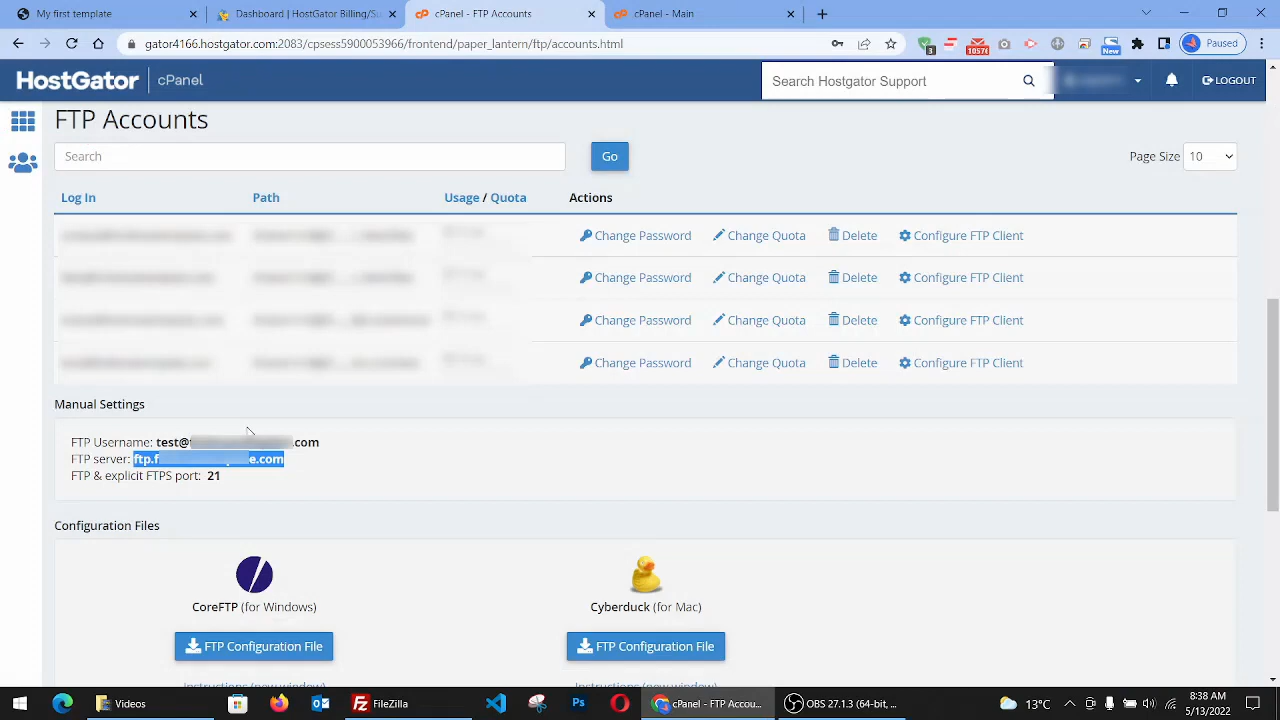 My first template
Dashboard | HostGator Billing/Su
cPanel - FTP Accounts
cPanel - Main
gator4166.hostgator.com:2083/cpsess5900053966/frontend/paper_lantern/ftp/accounts.html
3
10576
New
Paused
HostGator
cPanel
Search Hostgator Support
LOGOUT
FTP Accounts
Search
Go
Page Size
10
Log In
Path
Usage / Quota
Actions
Change Password
Change Quota
Delete
Configure FTP Client
Change Password
Change Quota
Delete
Configure FTP Client
Change Password
Change Quota
Delete
Configure FTP Client
Change Password
Change Quota
Delete
Configure FTP Client
Manual Settings
FTP Username: test@ .com
FTP server: ftp.f e.com
FTP & explicit FTPS port: 21
Configuration Files
CoreFTP (for Windows)
Cyberduck (for Mac)
FTP Configuration File
FTP Configuration File
Instructions (new window)
Instructions (new window)
Videos
FileZilla
cPanel - FTP Accou...
OBS 27.1.3 (64-bit, ...
13°C
8:38 AM
5/13/2022